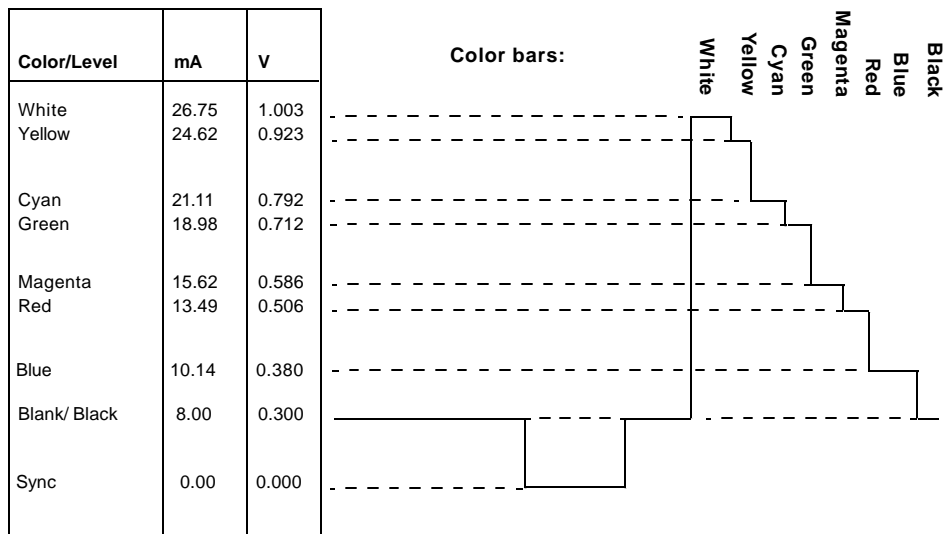 Color/Level mA V
White 26.75 1.003
Yellow 24.62 0.923
Cyan 21.11 0.792
Green 18.98 0.712
Magenta 15.62 0.586
Red 13.49 0.506
Blue 10.14 0.380
Blank/ Black 8.00 0.300
Sync 0.00 0.000
Color bars:
White
Yellow
Cyan
Green
Magenta
Red
Blue
Black